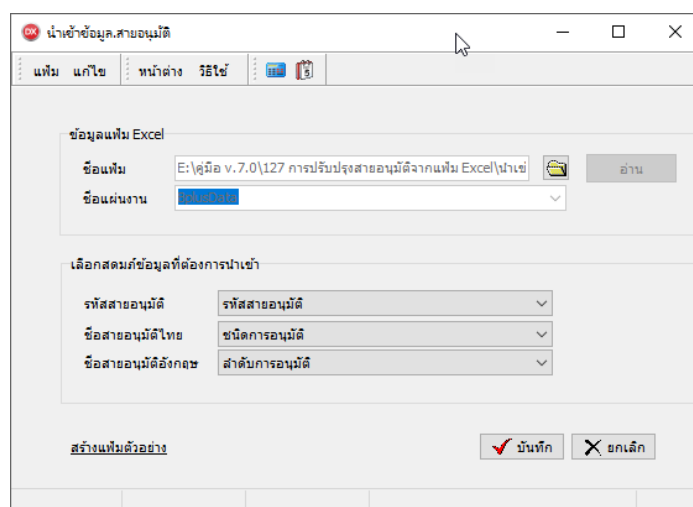 DX นำเข้าข้อมูล.สายอนุมัติ
แฟ้ม แก้ไข หน้าต่าง วิธีใช้
ข้อมูลแฟ้ม Excel
ชื่อแฟ้ม E:\คู่มือ v.7.0\127 การปรับปรุงสายอนุมัติจากแฟ้ม Excel\นำเข่ อ่าน
ชื่อแผ่นงาน BplusData
เลือกสดมภ์ข้อมูลที่ต้องการนำเข้า
รหัสสายอนุมัติ รหัสสายอนุมัติ
ชื่อสายอนุมัติไทย ชนิดการอนุมัติ
ชื่อสายอนุมัติอังกฤษ ลำดับการอนุมัติ
สร้างแฟ้มตัวอย่าง บันทึก ยกเลิก